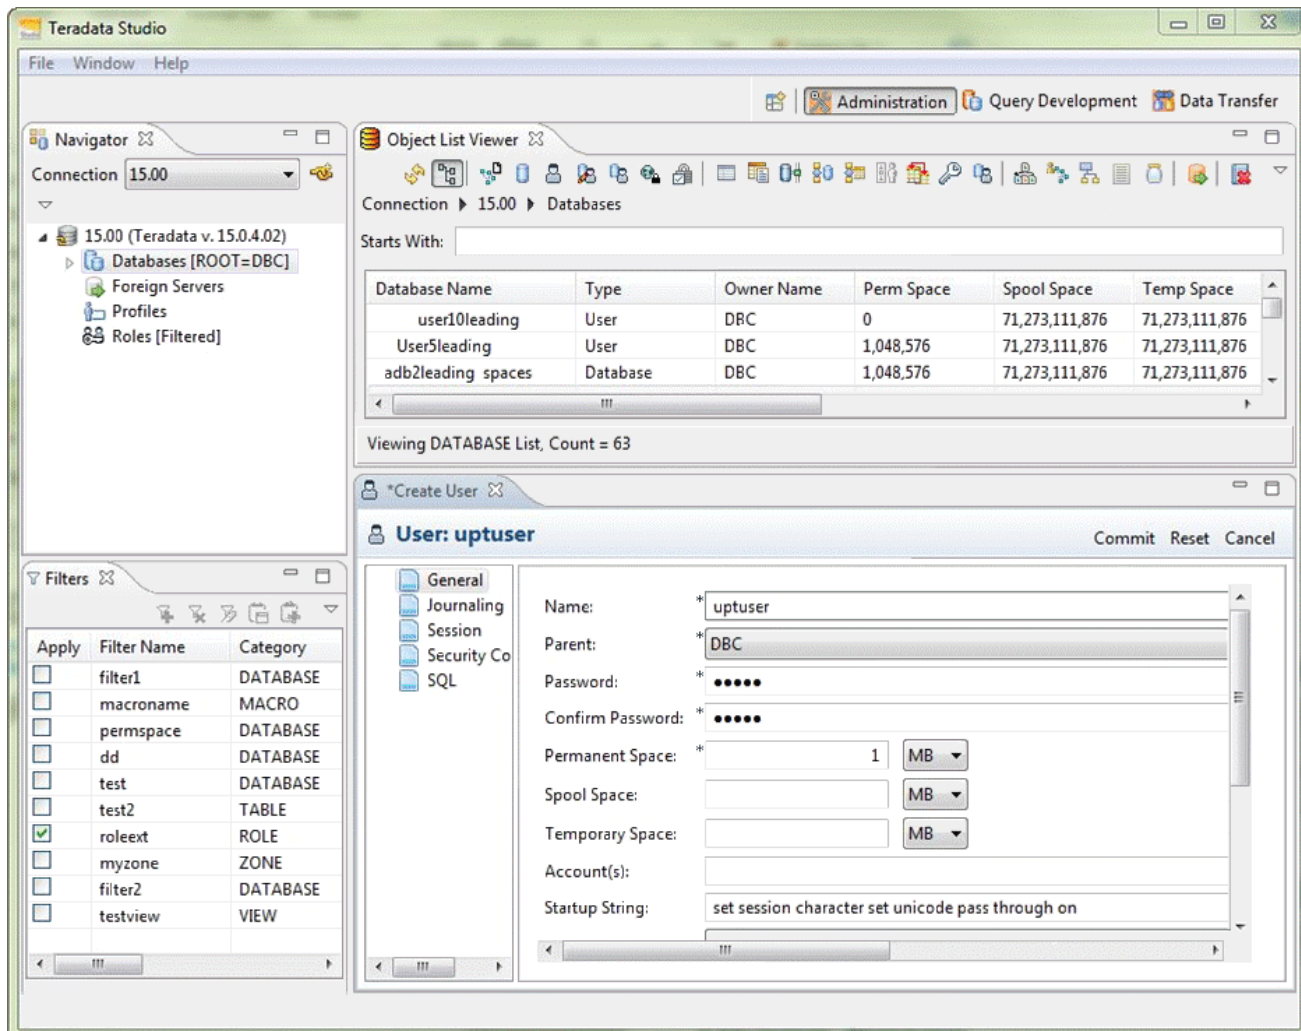 Teradata Studio
File Window Help
Administration Query Development Data Transfer
Navigator
Connection 15.00
15.00 (Teradata v. 15.0.4.02)
Databases [ROOT=DBC]
Foreign Servers
Profiles
Roles [Filtered]
Object List Viewer
Connection 15.00 Databases
Starts With:
Database Name Type Owner Name Perm Space Spool Space Temp Space
user10leading User DBC 0 71,273,111,876 71,273,111,876
User5leading User DBC 1,048,576 71,273,111,876 71,273,111,876
adb2leading spaces Database DBC 1,048,576 71,273,111,876 71,273,111,876
Viewing DATABASE List, Count = 63
Filters
Apply Filter Name Category
filter1 DATABASE
macroname MACRO
permspace DATABASE
dd DATABASE
test DATABASE
test2 TABLE
roleext ROLE
myzone ZONE
filter2 DATABASE
testview VIEW
*Create User
User: uptuser
Commit Reset Cancel
General
Journaling
Session
Security Co
SQL
Name: * uptuser
Parent: * DBC
Password: * •••••
Confirm Password: * •••••
Permanent Space: * 1 MB
Spool Space: MB
Temporary Space: MB
Account(s):
Startup String: set session character set unicode pass through on